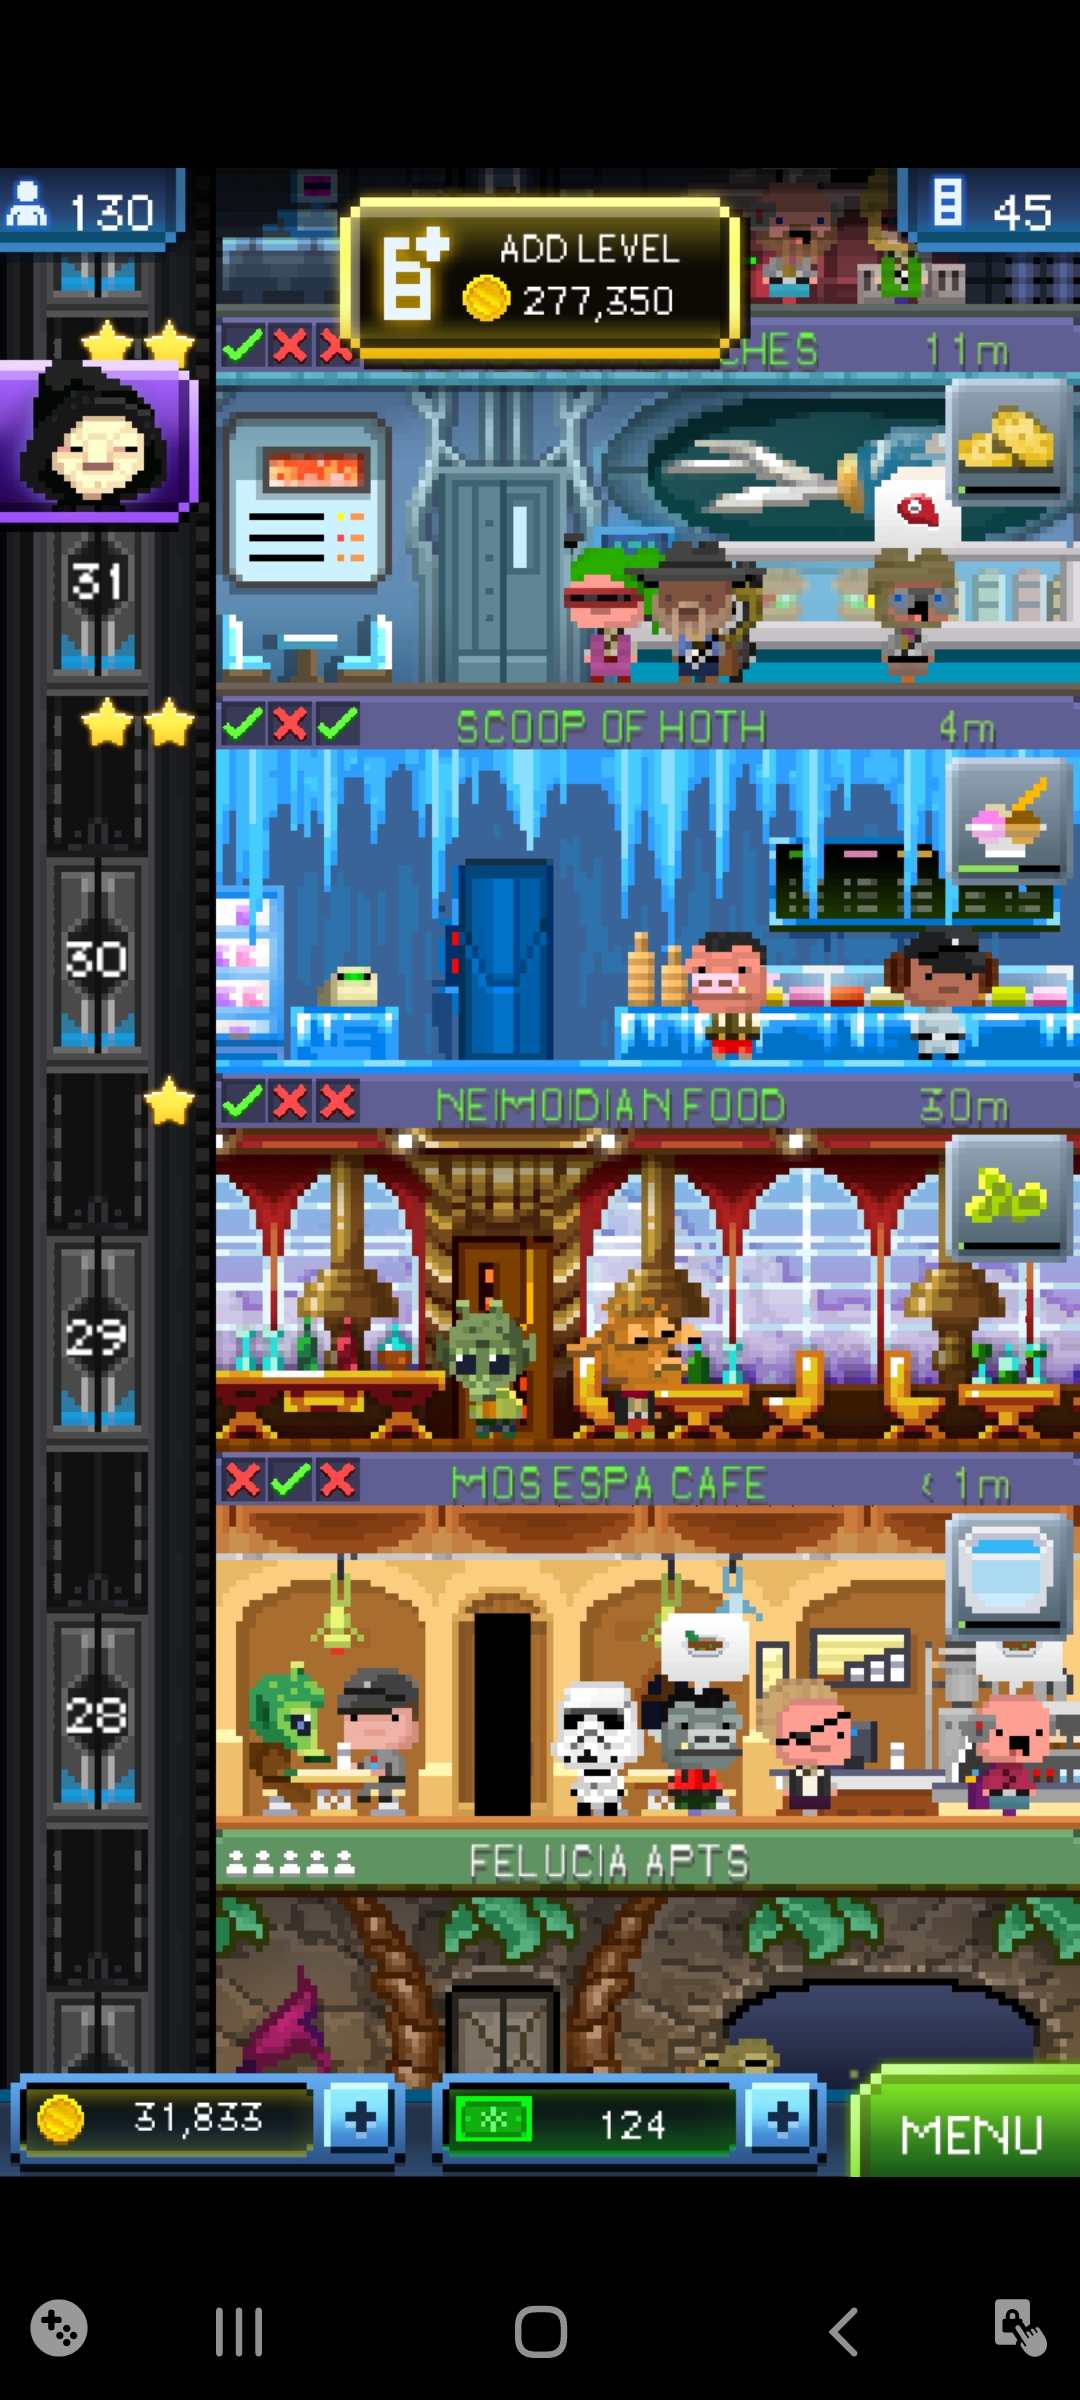 130
45
ADD LEVEL
277,350
CHES 11m
31
SCOOP OF HOTH 4m
30
NEIMOIDIAN FOOD 30m
29
MOS ESPA CAFE < 1m
28
FELUCIA APTS
31,833
124
MENU